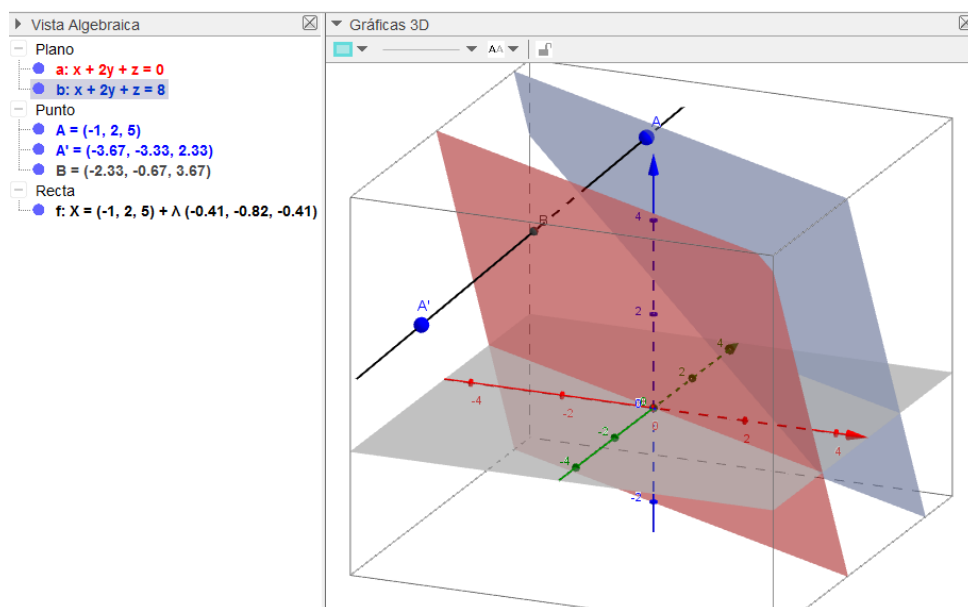 Vista Algebraica
Plano
a: x + 2y + z = 0
b: x + 2y + z = 8
Punto
A = (-1, 2, 5)
A' = (-3.67, -3.33, 2.33)
B = (-2.33, -0.67, 3.67)
Recta
f: X = (-1, 2, 5) + λ (-0.41, -0.82, -0.41)
Gráficas 3D
AA
A
4
B
A'
2
4
2
-4
-2
0
2
4
-2
-4
-2